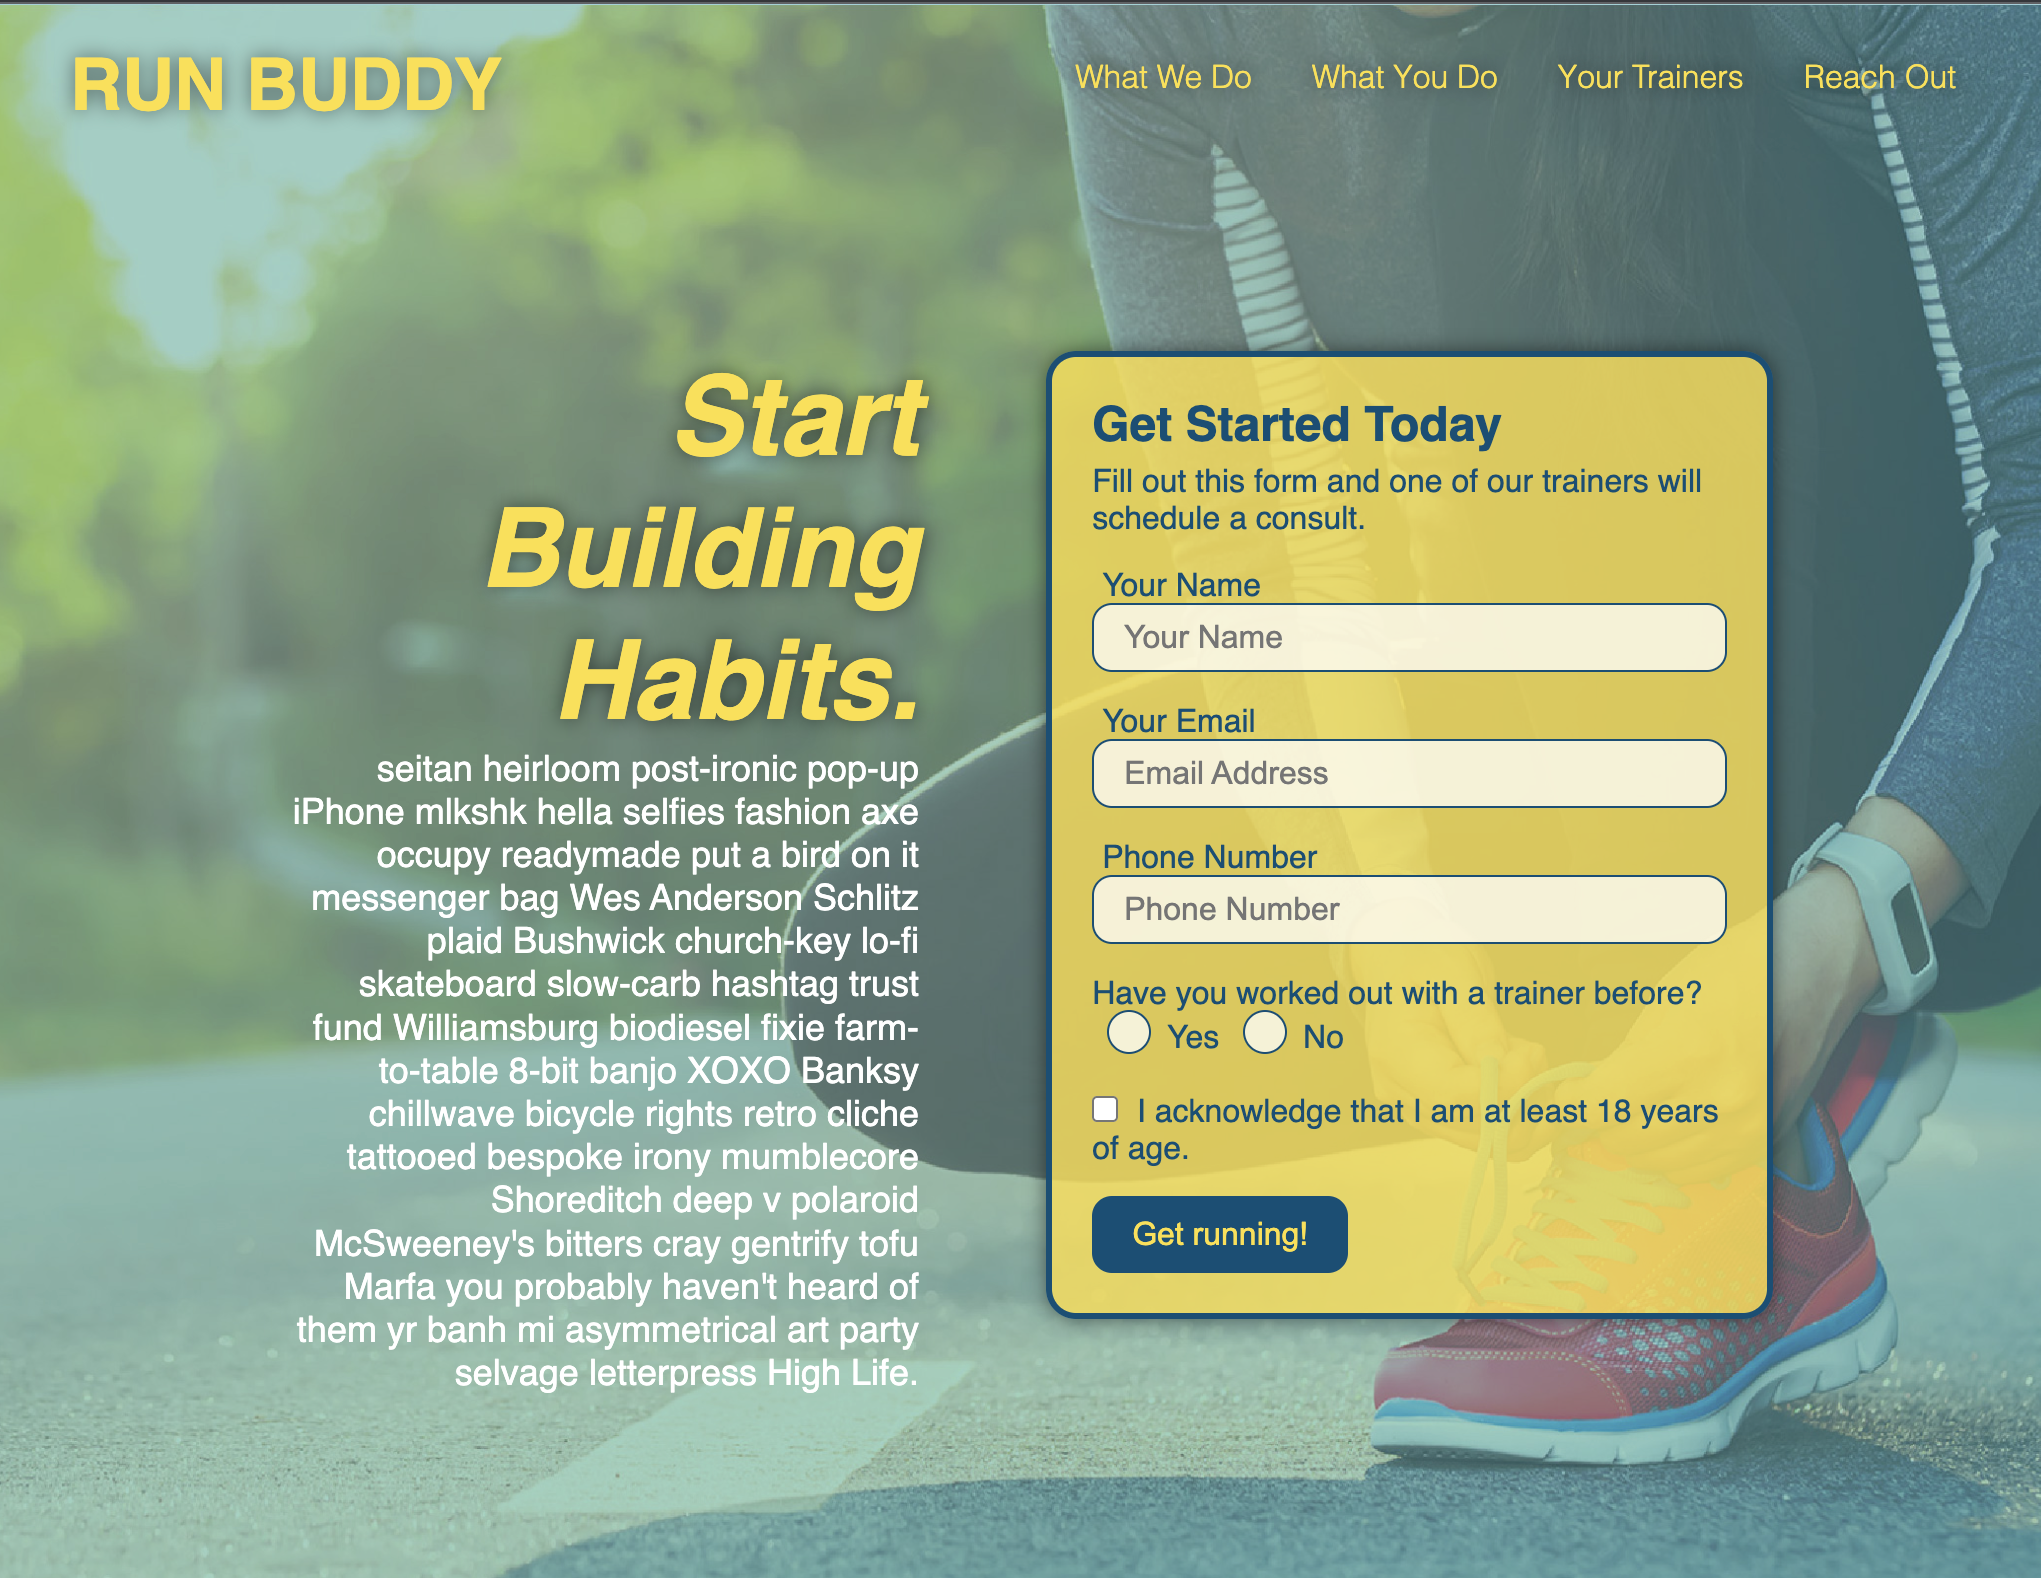 RUN BUDDY
What We Do
What You Do
Your Trainers
Reach Out
Start
Building
Habits.
seitan heirloom post-ironic pop-up
iPhone mlkshk hella selfies fashion axe
occupy readymade put a bird on it
messenger bag Wes Anderson Schlitz
plaid Bushwick church-key lo-fi
skateboard slow-carb hashtag trust
fund Williamsburg biodiesel fixie farm-
to-table 8-bit banjo XOXO Banksy
chillwave bicycle rights retro cliche
tattooed bespoke irony mumblecore
Shoreditch deep v polaroid
McSweeney's bitters cray gentrify tofu
Marfa you probably haven't heard of
them yr banh mi asymmetrical art party
selvage letterpress High Life.
Get Started Today
Fill out this form and one of our trainers will
schedule a consult.
Your Name
Your Name
Your Email
Email Address
Phone Number
Phone Number
Have you worked out with a trainer before?
Yes No
I acknowledge that I am at least 18 years
of age.
Get running!